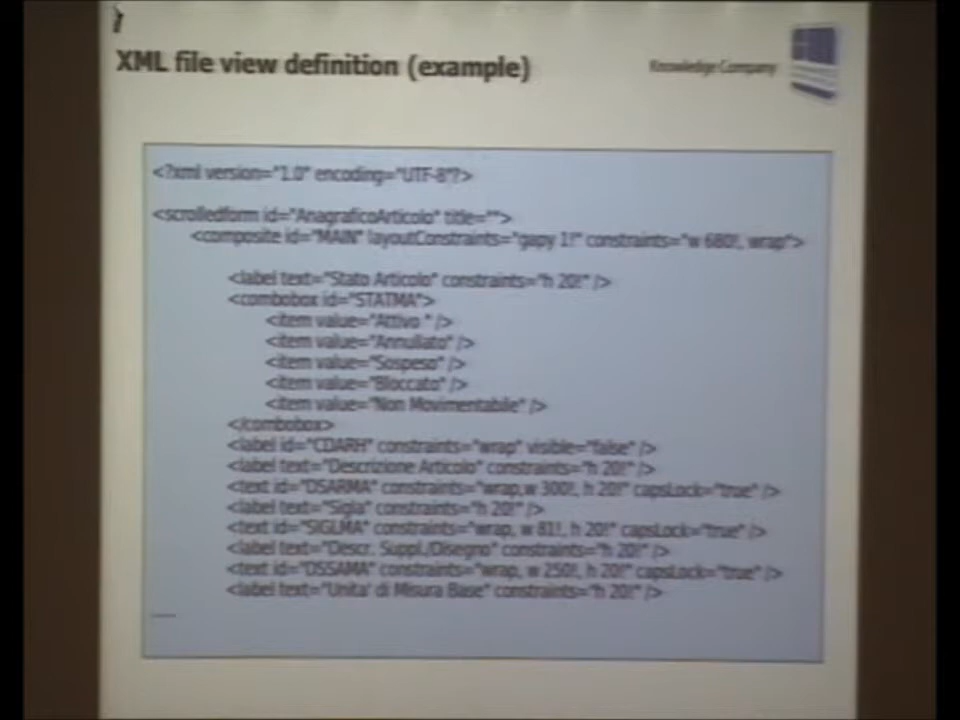 XML file view definition (example)
Knowledge Company
<?xml version="1.0" encoding="UTF-8"?>
<scrolledform id="AnagraficoArticolo" title="">
<composite id="MAIN" layoutConstraints="gapy 1!" constraints="w 680!, wrap">
<label text="Stato Articolo" constraints="h 20!" />
<combobox id="STATMA">
<item value="Attivo " />
<item value="Annullato" />
<item value="Sospeso" />
<item value="Bloccato" />
<item value="Non Movimentabile" />
</combobox>
<label id="CDARH" constraints="wrap" visible="false" />
<label text="Descrizione Articolo" constraints="h 20!" />
<text id="DSARMA" constraints="wrap,w 300!, h 20!" capsLock="true" />
<label text="Sigla" constraints="h 20!" />
<text id="SIGLMA" constraints="wrap, w 81!, h 20!" capsLock="true" />
<label text="Descr. Suppl./Disegno" constraints="h 20!" />
<text id="DSSAMA" constraints="wrap, w 250!, h 20!" capsLock="true" />
<label text="Unita' di Misura Base" constraints="h 20!" />
.....